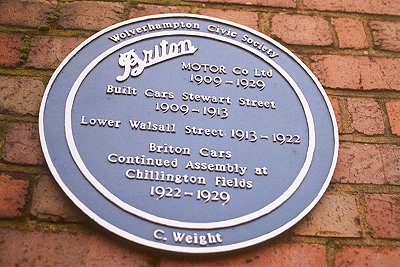 Wolverhampton Civic Society
Briton
MOTOR Co Ltd
1909-1929
Built Cars Stewart Street
1909-1913
Lower Walsall Street 1913-1922
Briton Cars
Continued Assembly at
Chillington Fields
1922-1929
C. Weight